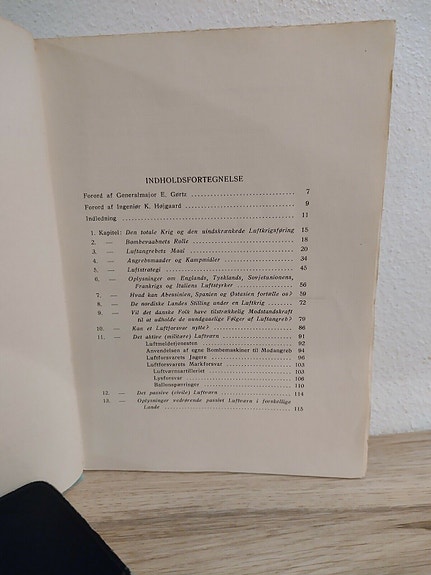 INDHOLDSFORTEGNELSE
Forord af Generalmajor E. Gørtz 7
Forord af Ingeniør K. Højgaard 9
Indledning 11
1. Kapitel: Den totale Krig og den uindskrænkede Luftkrigsføring 15
2. — Bombevaabnets Rolle 18
3. — Luftangrebets Maal 20
4. — Angrebsmaader og Kampmidler 34
5. — Luftstrategi 45
6. — Oplysninger om Englands, Tysklands, Sovjetunionens,
Frankrigs og Italiens Luftstyrker 56
7. — Hvad kan Abessinien, Spanien og Østasien fortælle os? 59
8. — De nordiske Landes Stilling under en Luftkrig 72
9. — Vil det danske Folk have tilstrækkelig Modstandskraft
til at udholde de uundgaaelige Følger af Luftangreb? 79
10. — Kan et Luftforsvar nytte? 86
11. — Det aktive (militære) Luftværn 91
Luftmeldetjenesten 92
Anvendelsen af egne Bombemaskiner til Modangreb 94
Luftforsvarets Jagere 96
Luftforsvarets Markforsvar 103
Luftværnsartilleriet 103
Lysforsvar 106
Ballonspærringer 110
12. — Det passive (civile) Luftværn 114
13. — Oplysninger vedrørende passivt Luftværn i forskellige
Lande 115